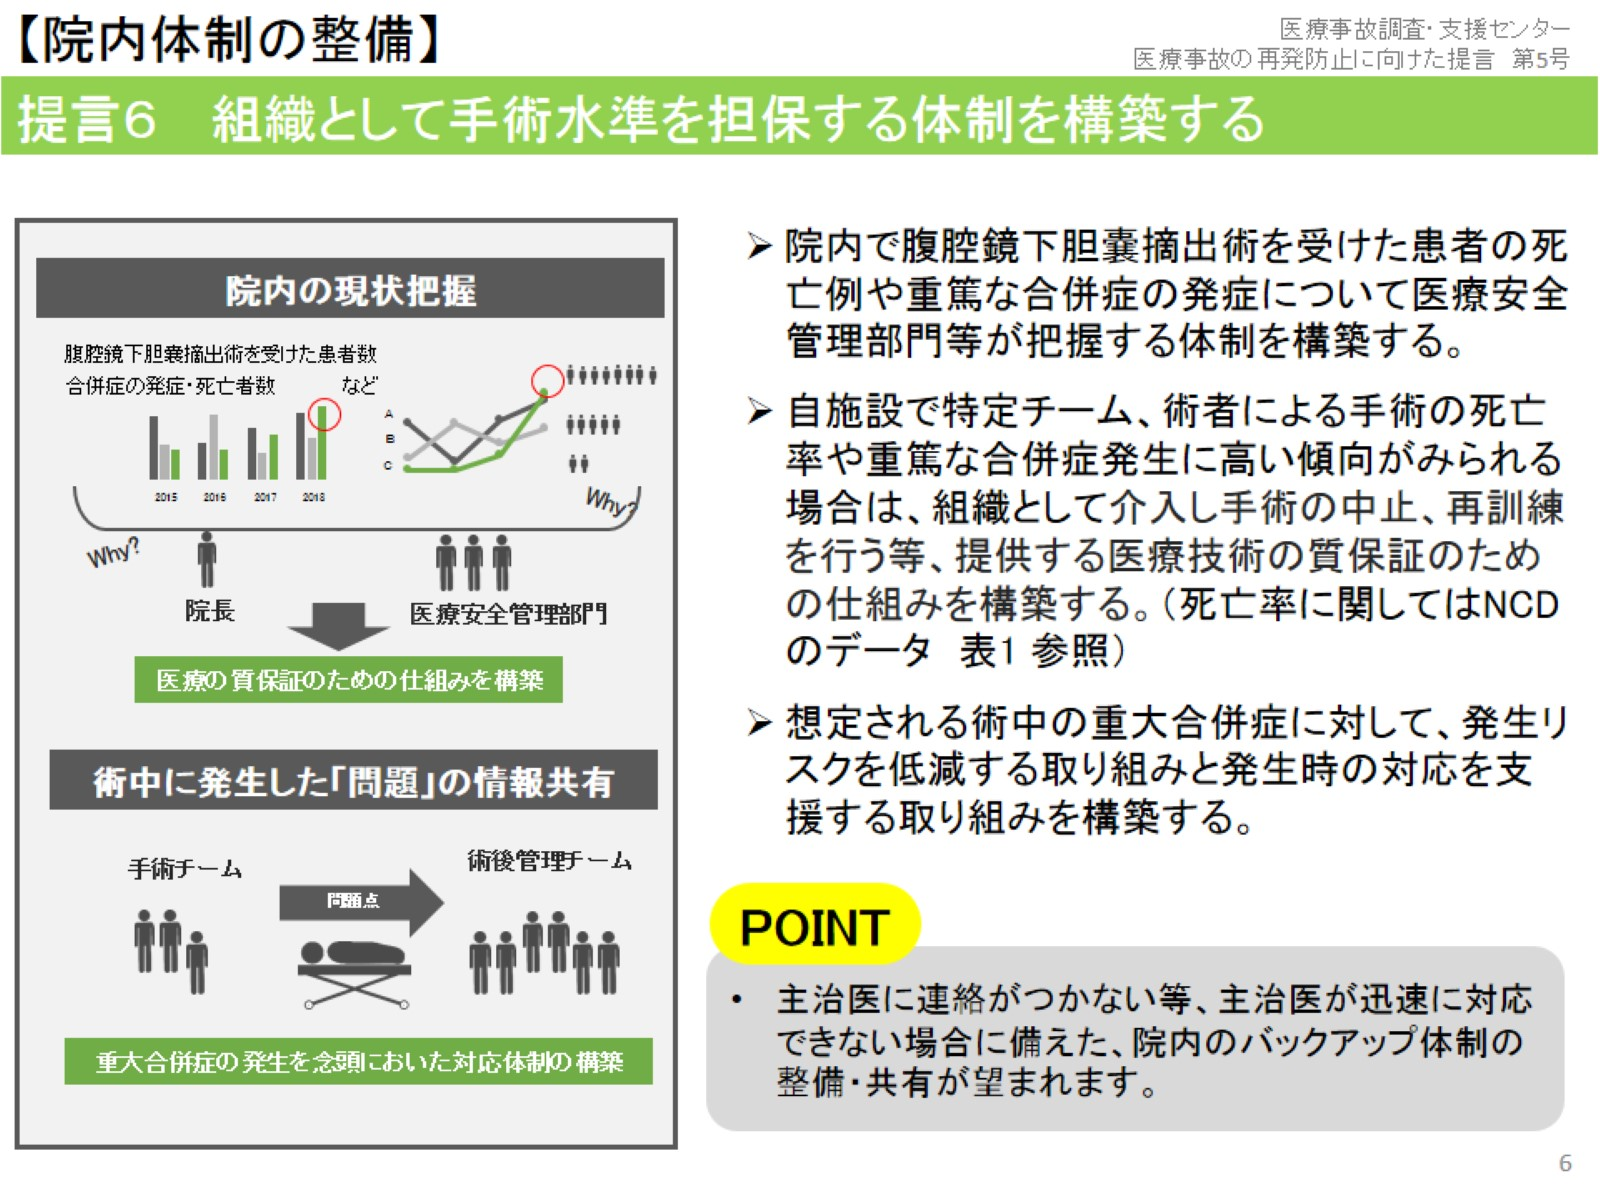 【院内体制の整備】
医療事故調査・支援センター
医療事故の再発防止に向けた提言　第5号
提言６　組織として手術水準を担保する体制を構築する
院内の現状把握
腹腔鏡下胆嚢摘出術を受けた患者数
合併症の発症・死亡者数　など
A
B
C
2015 2016 2017 2018
Why?
Why?
院長
医療安全管理部門
医療の質保証のための仕組みを構築
術中に発生した「問題」の情報共有
手術チーム
問題点
術後管理チーム
重大合併症の発生を念頭においた対応体制の構築
➢ 院内で腹腔鏡下胆嚢摘出術を受けた患者の死
亡例や重篤な合併症の発症について医療安全
管理部門等が把握する体制を構築する。
➢ 自施設で特定チーム、術者による手術の死亡
率や重篤な合併症発生に高い傾向がみられる
場合は、組織として介入し手術の中止、再訓練
を行う等、提供する医療技術の質保証のため
の仕組みを構築する。（死亡率に関してはNCD
のデータ　表1 参照）
➢ 想定される術中の重大合併症に対して、発生リ
スクを低減する取り組みと発生時の対応を支
援する取り組みを構築する。
POINT
• 主治医に連絡がつかない等、主治医が迅速に対応
できない場合に備えた、院内のバックアップ体制の
整備・共有が望まれます。
6